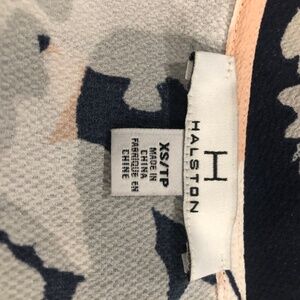 H
HALSTON
XS/TP
MADE IN
CHINA
FABRIQUÉ EN
CHINE